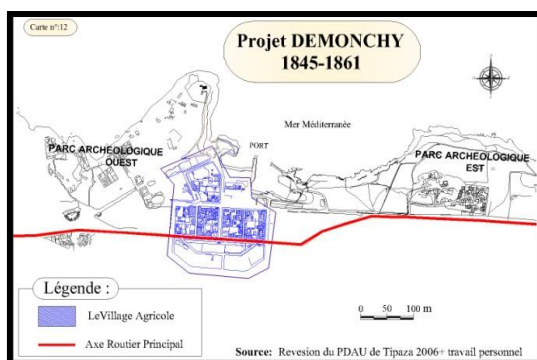 Carte n°:12
Projet DEMONCHY
1845-1861
Mer Méditerranée
PORT
PARC ARCHEOLOGIQUE
OUEST
PARC ARCHEOLOGIQUE
EST
Légende :
LeVillage Agricole
Axe Routier Principal
0 50 100 m
Source: Revesion du PDAU de Tipaza 2006+ travail personnel